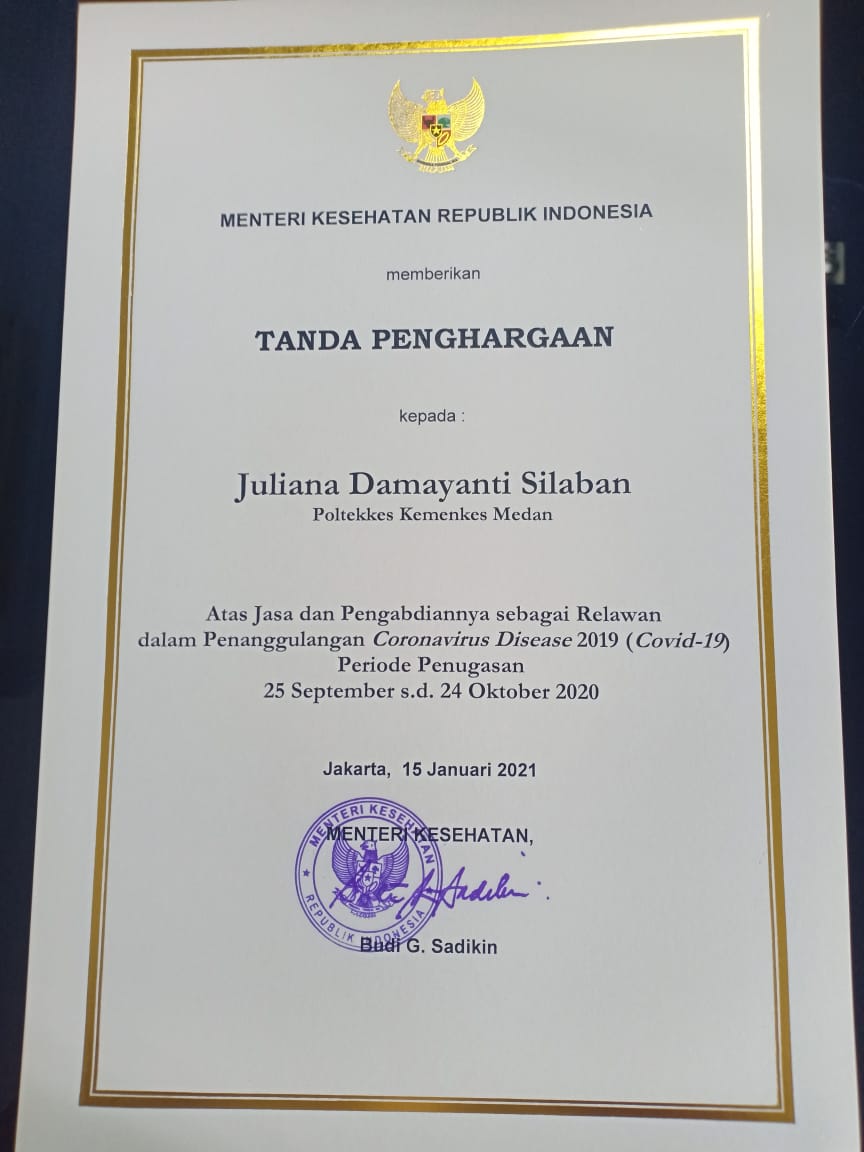 MENTERI KESEHATAN REPUBLIK INDONESIA
memberikan
TANDA PENGHARGAAN
kepada :
Juliana Damayanti Silaban
Poltekkes Kemenkes Medan
Atas Jasa dan Pengabdiannya sebagai Relawan
dalam Penanggulangan Coronavirus Disease 2019 (Covid-19)
Periode Penugasan
25 September s.d. 24 Oktober 2020
Jakarta, 15 Januari 2021
MENTERI KESEHATAN,
MENTERI KESEHATAN
REPUBLIK INDONESIA
Budi G. Sadikin